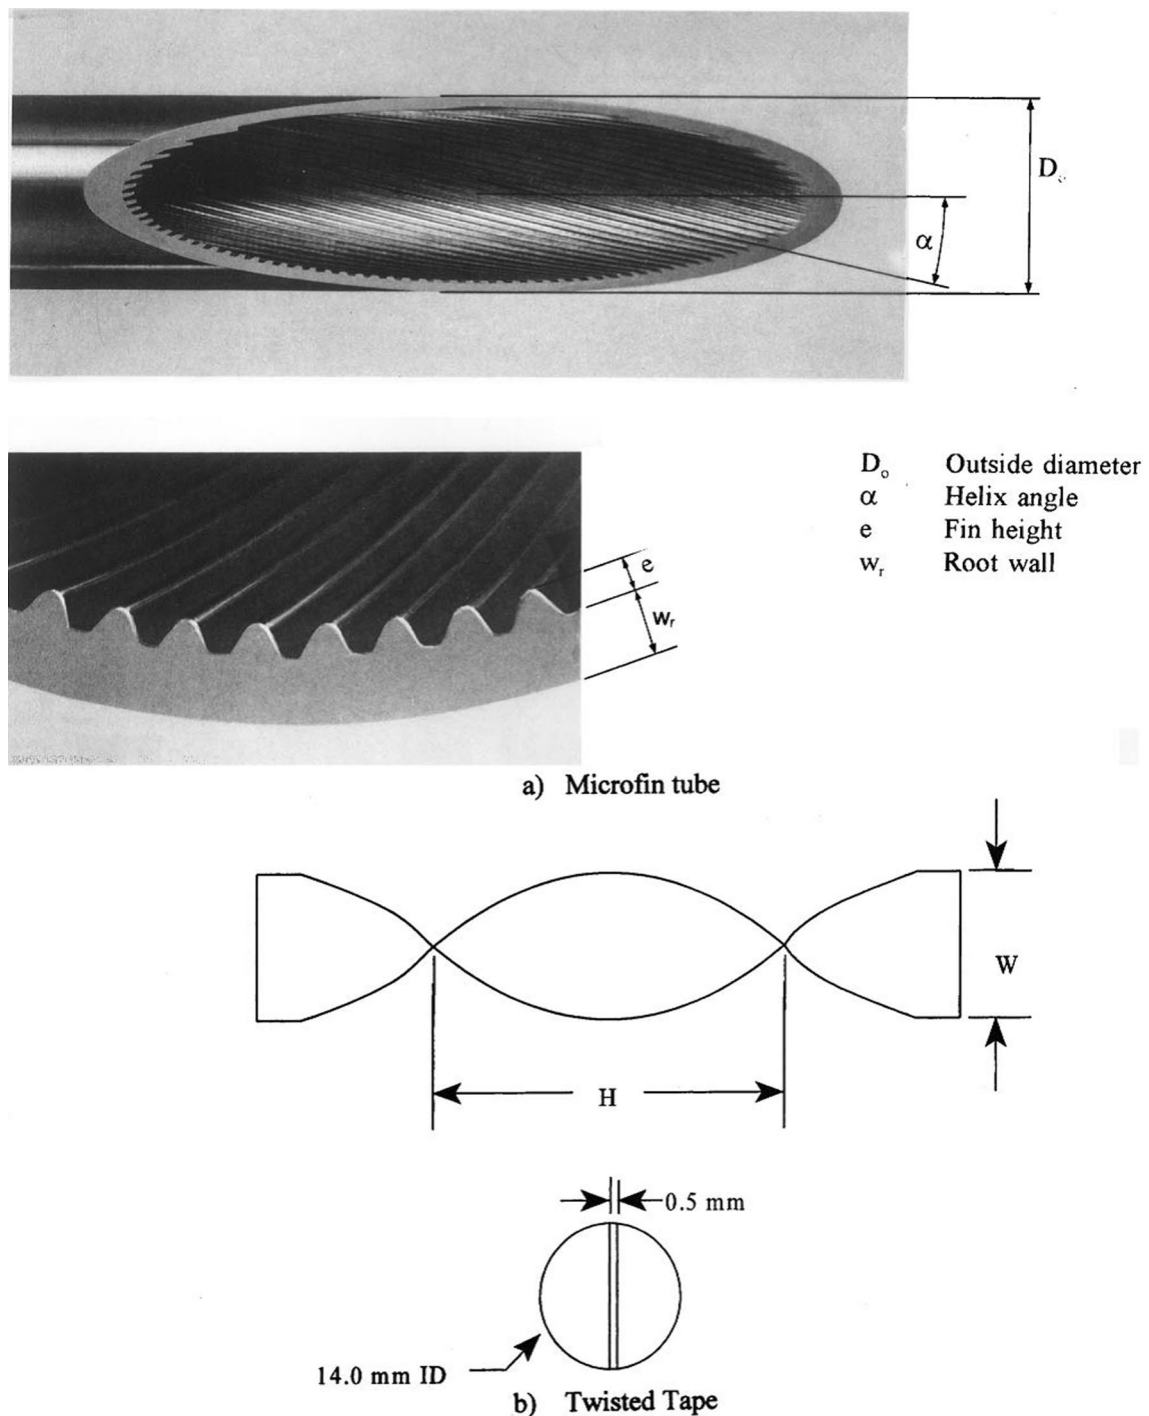 Dₒ
α
Dₒ Outside diameter
α Helix angle
e Fin height
wᵣ Root wall
e
wᵣ
a) Microfin tube
W
H
0.5 mm
14.0 mm ID
b) Twisted Tape